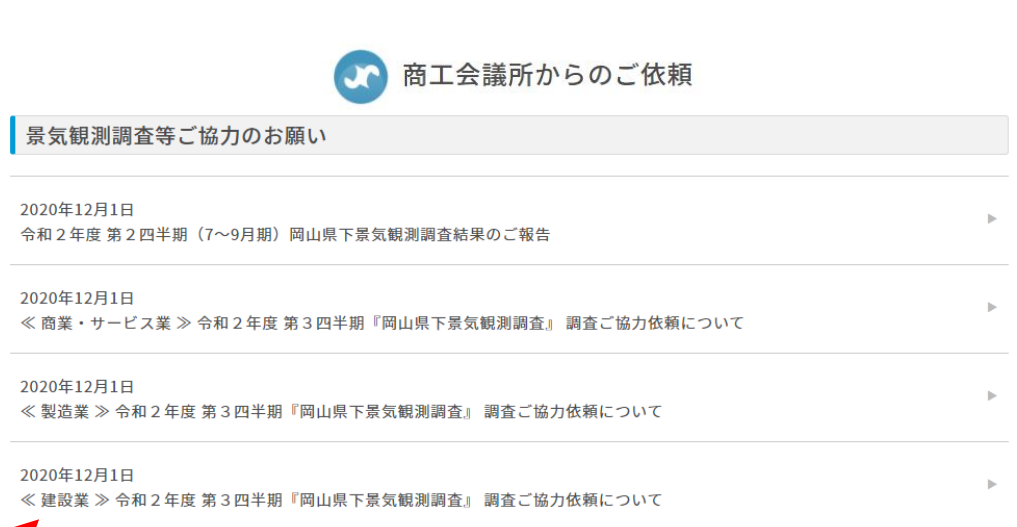 商工会議所からのご依頼
景気観測調査等ご協力のお願い
2020年12月1日
令和２年度 第２四半期（7～9月期）岡山県下景気観測調査結果のご報告
2020年12月1日
≪ 商業・サービス業 ≫ 令和２年度 第３四半期『岡山県下景気観測調査』 調査ご協力依頼について
2020年12月1日
≪ 製造業 ≫ 令和２年度 第３四半期『岡山県下景気観測調査』 調査ご協力依頼について
2020年12月1日
≪ 建設業 ≫ 令和２年度 第３四半期『岡山県下景気観測調査』 調査ご協力依頼について